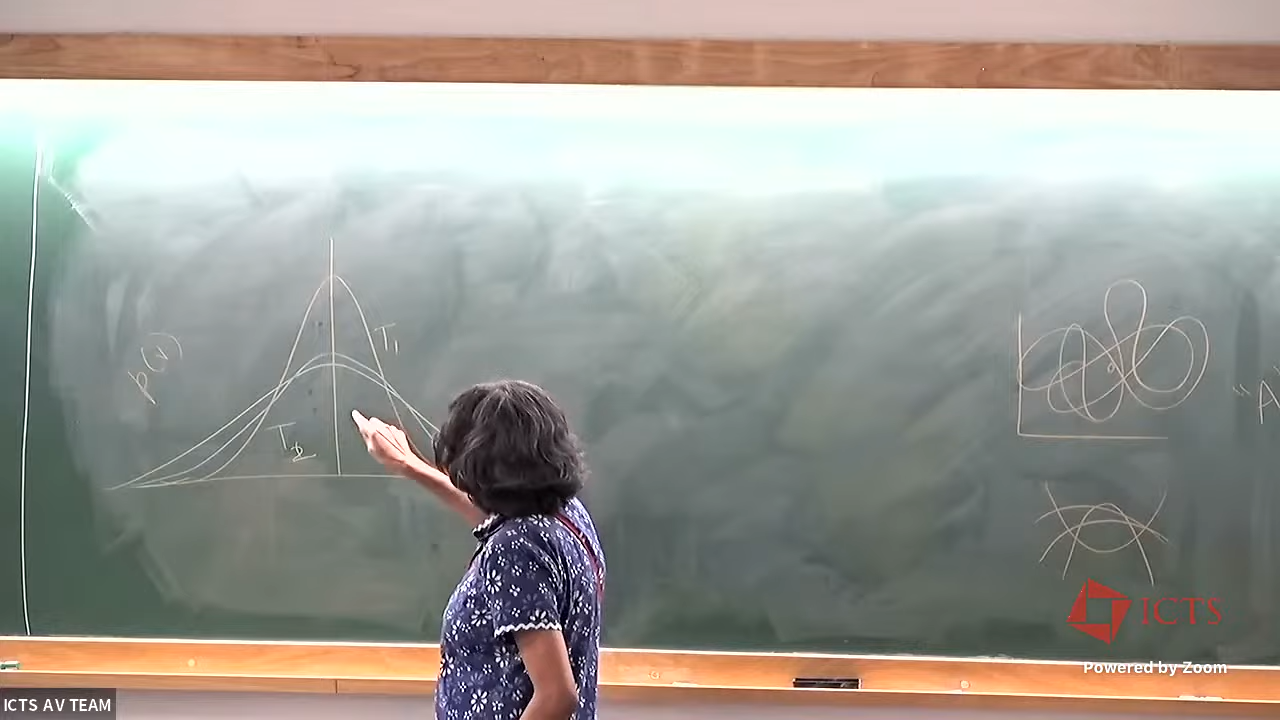 p(x)
T1
T2
"A"
ICTS
Powered by Zoom
ICTS AV TEAM